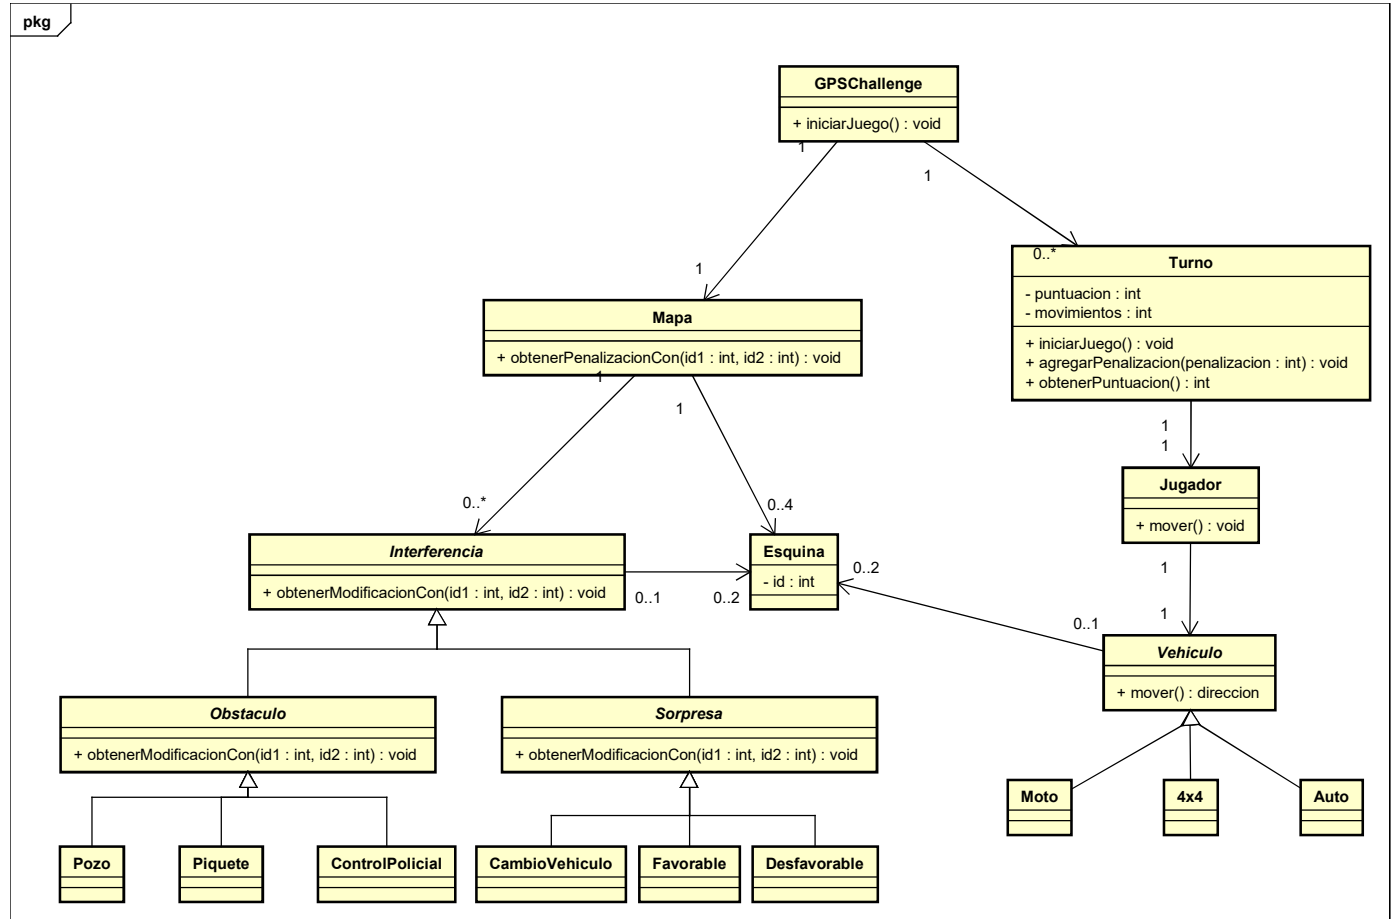 pkg
GPSChallenge
+ iniciarJuego() : void
1
1
1
0..*
Turno
- puntuacion : int
- movimientos : int
+ iniciarJuego() : void
+ agregarPenalizacion(penalizacion : int) : void
+ obtenerPuntuacion() : int
Mapa
+ obtenerPenalizacionCon(id1 : int, id2 : int) : void
1
1
1
1
0..*
0..4
Jugador
+ mover() : void
Interferencia
+ obtenerModificacionCon(id1 : int, id2 : int) : void
Esquina
- id : int
0..1
0..2
0..2
0..1
1
1
Vehiculo
+ mover() : direccion
Obstaculo
+ obtenerModificacionCon(id1 : int, id2 : int) : void
Sorpresa
+ obtenerModificacionCon(id1 : int, id2 : int) : void
Moto
4x4
Auto
Pozo
Piquete
ControlPolicial
CambioVehiculo
Favorable
Desfavorable